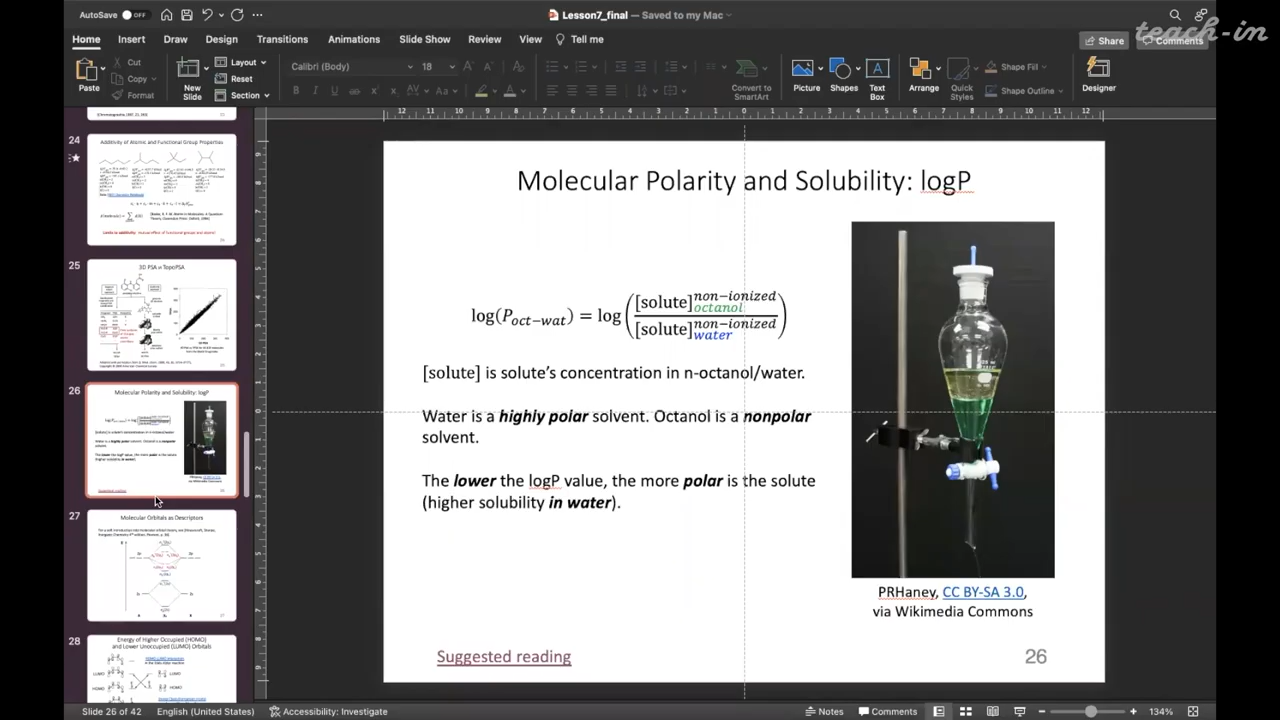 AutoSave OFF
Lesson7_final — Saved to my Mac
teach-in
Home Insert Draw Design Transitions Animations Slide Show Review View Tell me
Share Comments
Paste
Cut
Copy
Format
New
Slide
Layout
Reset
Section
Calibri (Body) 18
Convert to
SmartArt
Picture
Shapes
Text
Box
Arrange
Quick
Styles
Shape Fill
Shape Outline
Designer
24
Additivity of Atomic and Functional Group Properties
25
3D PSA и TopoPSA
26
Molecular Polarity and Solubility: logP
27
Molecular Orbitals as Descriptors
28
Energy of Higher Occupied (HOMO)
and Lower Unoccupied (LUMO) Orbitals
LUMO LUMO
HOMO HOMO
Molecular Polarity and Solubility: logP
log(P_oct−wat) = log([solute]^non−ionized_octanol / [solute]^non−ionized_water)
[solute] is solute's concentration in n-octanol/water.
Water is a highly polar solvent. Octanol is a nonpolar
solvent.
The lower the logP value, the more polar is the solute
(higher solubility in water).
PRHaney, CC BY-SA 3.0,
via Wikimedia Commons
Suggested reading
26
Slide 26 of 42 English (United States) Accessibility: Investigate
Notes Comments 134%